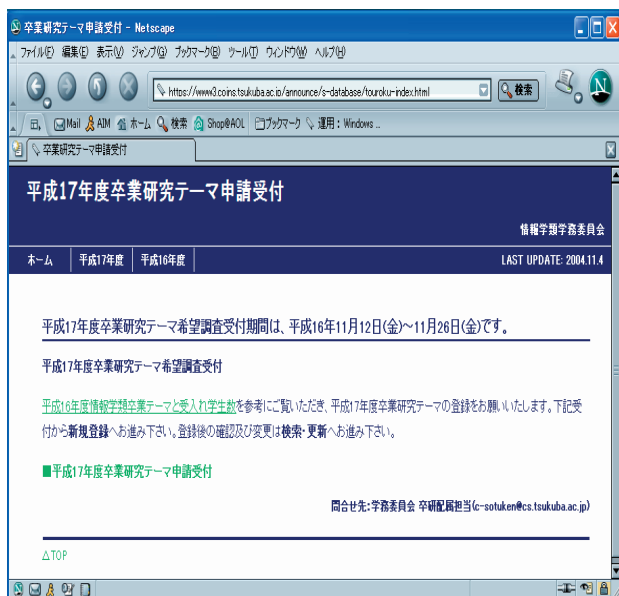 卒業研究テーマ申請受付 - Netscape
ファイル(F) 編集(E) 表示(V) ジャンプ(G) ブックマーク(B) ツール(T) ウィンドウ(W) ヘルプ(H)
https://www3.coins.tsukuba.ac.jp/announce/s-database/touroku-index.html 検索
Mail AIM ホーム 検索 Shop@AOL ブックマーク 運用:Windows ..
卒業研究テーマ申請受付
平成17年度卒業研究テーマ申請受付
情報学類学務委員会
ホーム 平成17年度 平成16年度 LAST UPDATE: 2004.11.4
平成17年度卒業研究テーマ希望調査受付期間は、平成16年11月12日(金)~11月26日(金)です。
平成17年度卒業研究テーマ希望調査受付
平成16年度情報学類卒業テーマと受入れ学生数を参考にご覧いただき、平成17年度卒業研究テーマの登録をお願いいたします。下記受
付から新規登録へお進み下さい。登録後の確認及び変更は検索・更新へお進み下さい。
■平成17年度卒業研究テーマ申請受付
問合せ先:学務委員会 卒研配属担当(c-sotuken@cs.tsukuba.ac.jp)
△TOP